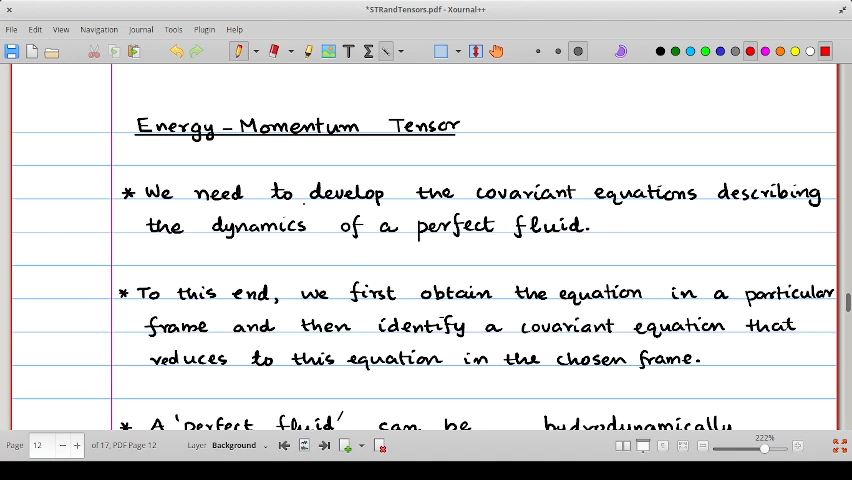 *STRandTensors.pdf - Xournal++
File Edit View Navigation Journal Tools Plugin Help
Energy - Momentum Tensor
* We need to develop the covariant equations describing
the dynamics of a perfect fluid.
* To this end, we first obtain the equation in a particular
frame and then identify a covariant equation that
reduces to this equation in the chosen frame.
* A 'perfect fluid' can be hydrodynamically
Page 12 of 17, PDF Page 12 Layer Background 222%